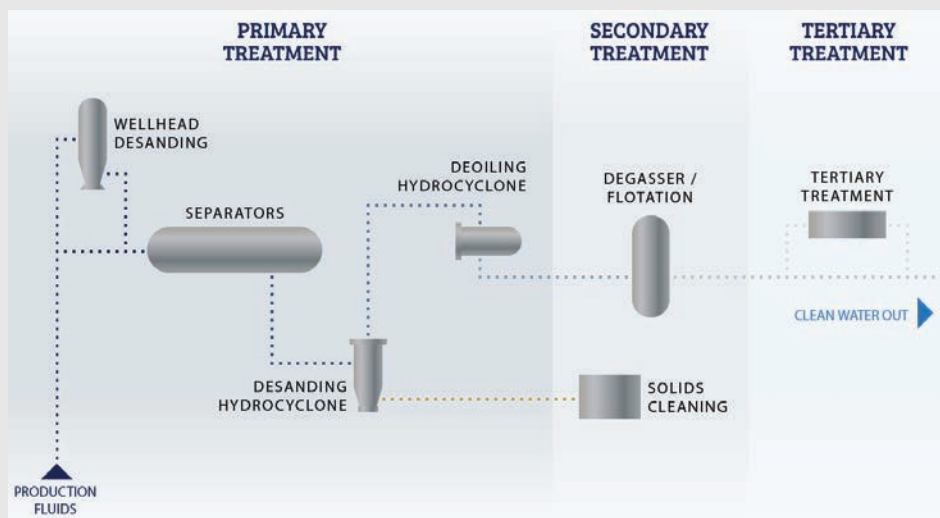 PRIMARY
TREATMENT
SECONDARY
TREATMENT
TERTIARY
TREATMENT
WELLHEAD
DESANDING
SEPARATORS
DEOILING
HYDROCYCLONE
DEGASSER /
FLOTATION
TERTIARY
TREATMENT
CLEAN WATER OUT
DESANDING
HYDROCYCLONE
SOLIDS
CLEANING
PRODUCTION
FLUIDS